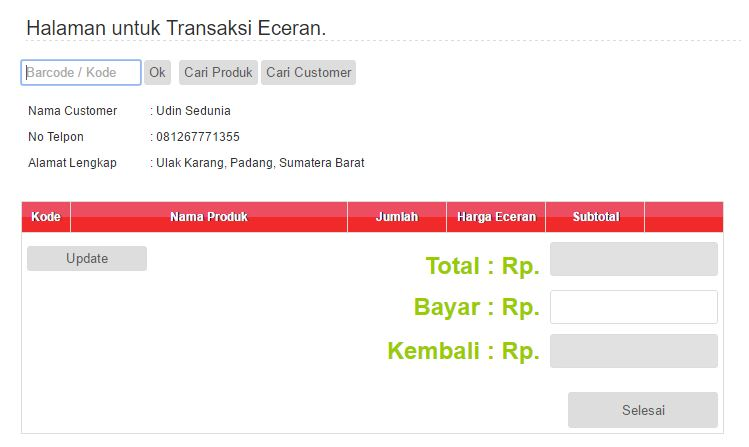 Halaman untuk Transaksi Eceran.
Barcode / Kode Ok Cari Produk Cari Customer
Nama Customer : Udin Sedunia
No Telpon : 081267771355
Alamat Lengkap : Ulak Karang, Padang, Sumatera Barat
Kode Nama Produk Jumlah Harga Eceran Subtotal
Update Total : Rp.
Bayar : Rp.
Kembali : Rp.
Selesai